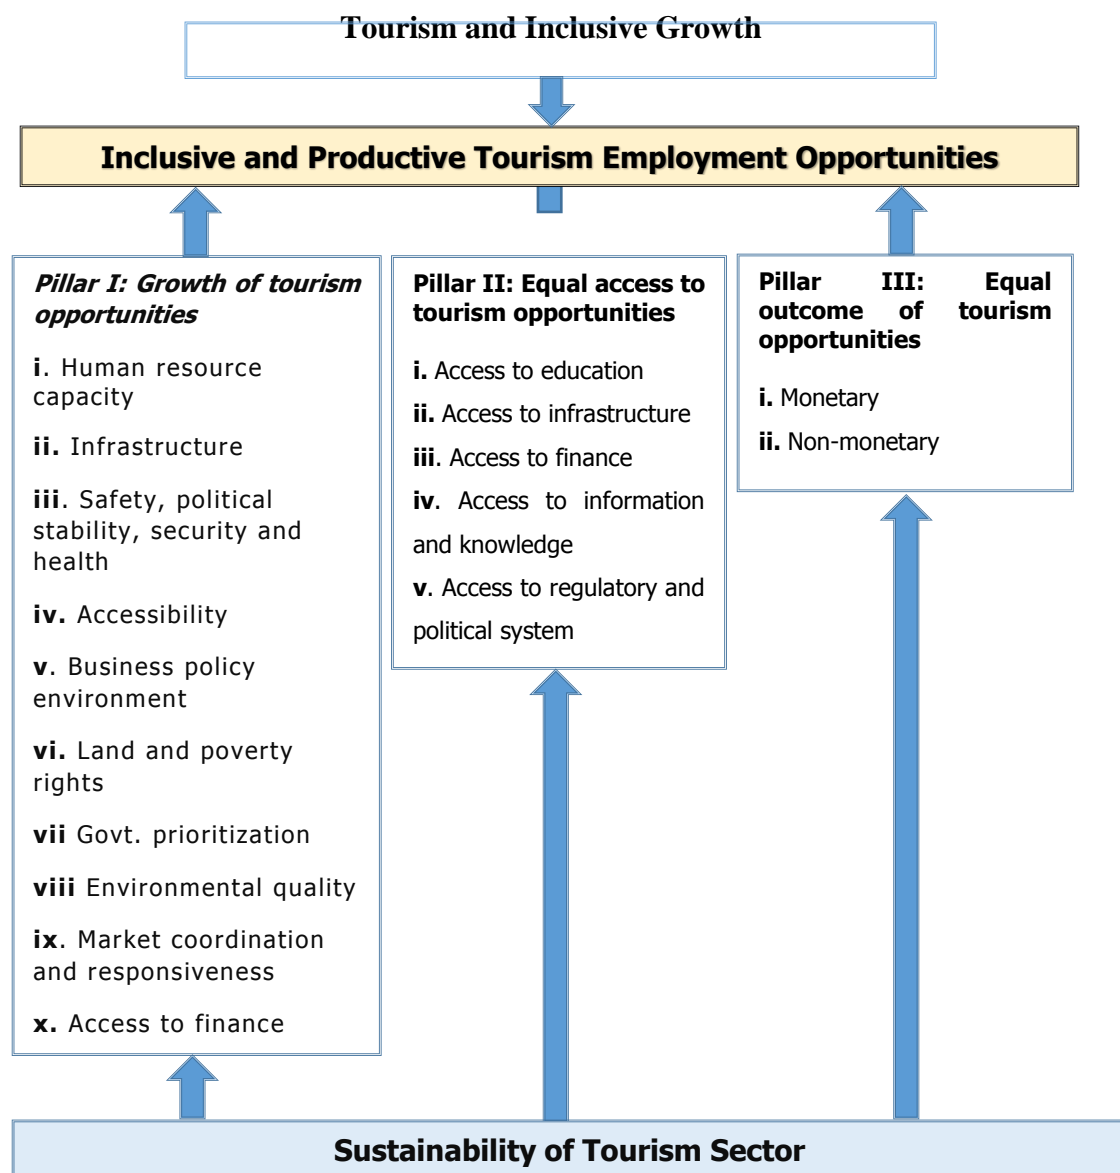 Tourism and Inclusive Growth
Inclusive and Productive Tourism Employment Opportunities
Pillar I: Growth of tourism
opportunities
i. Human resource
capacity
ii. Infrastructure
iii. Safety, political
stability, security and
health
iv. Accessibility
v. Business policy
environment
vi. Land and poverty
rights
vii Govt. prioritization
viii Environmental quality
ix. Market coordination
and responsiveness
x. Access to finance
Pillar II: Equal access to
tourism opportunities
i. Access to education
ii. Access to infrastructure
iii. Access to finance
iv. Access to information
and knowledge
v. Access to regulatory and
political system
Pillar III: Equal
outcome of tourism
opportunities
i. Monetary
ii. Non-monetary
Sustainability of Tourism Sector